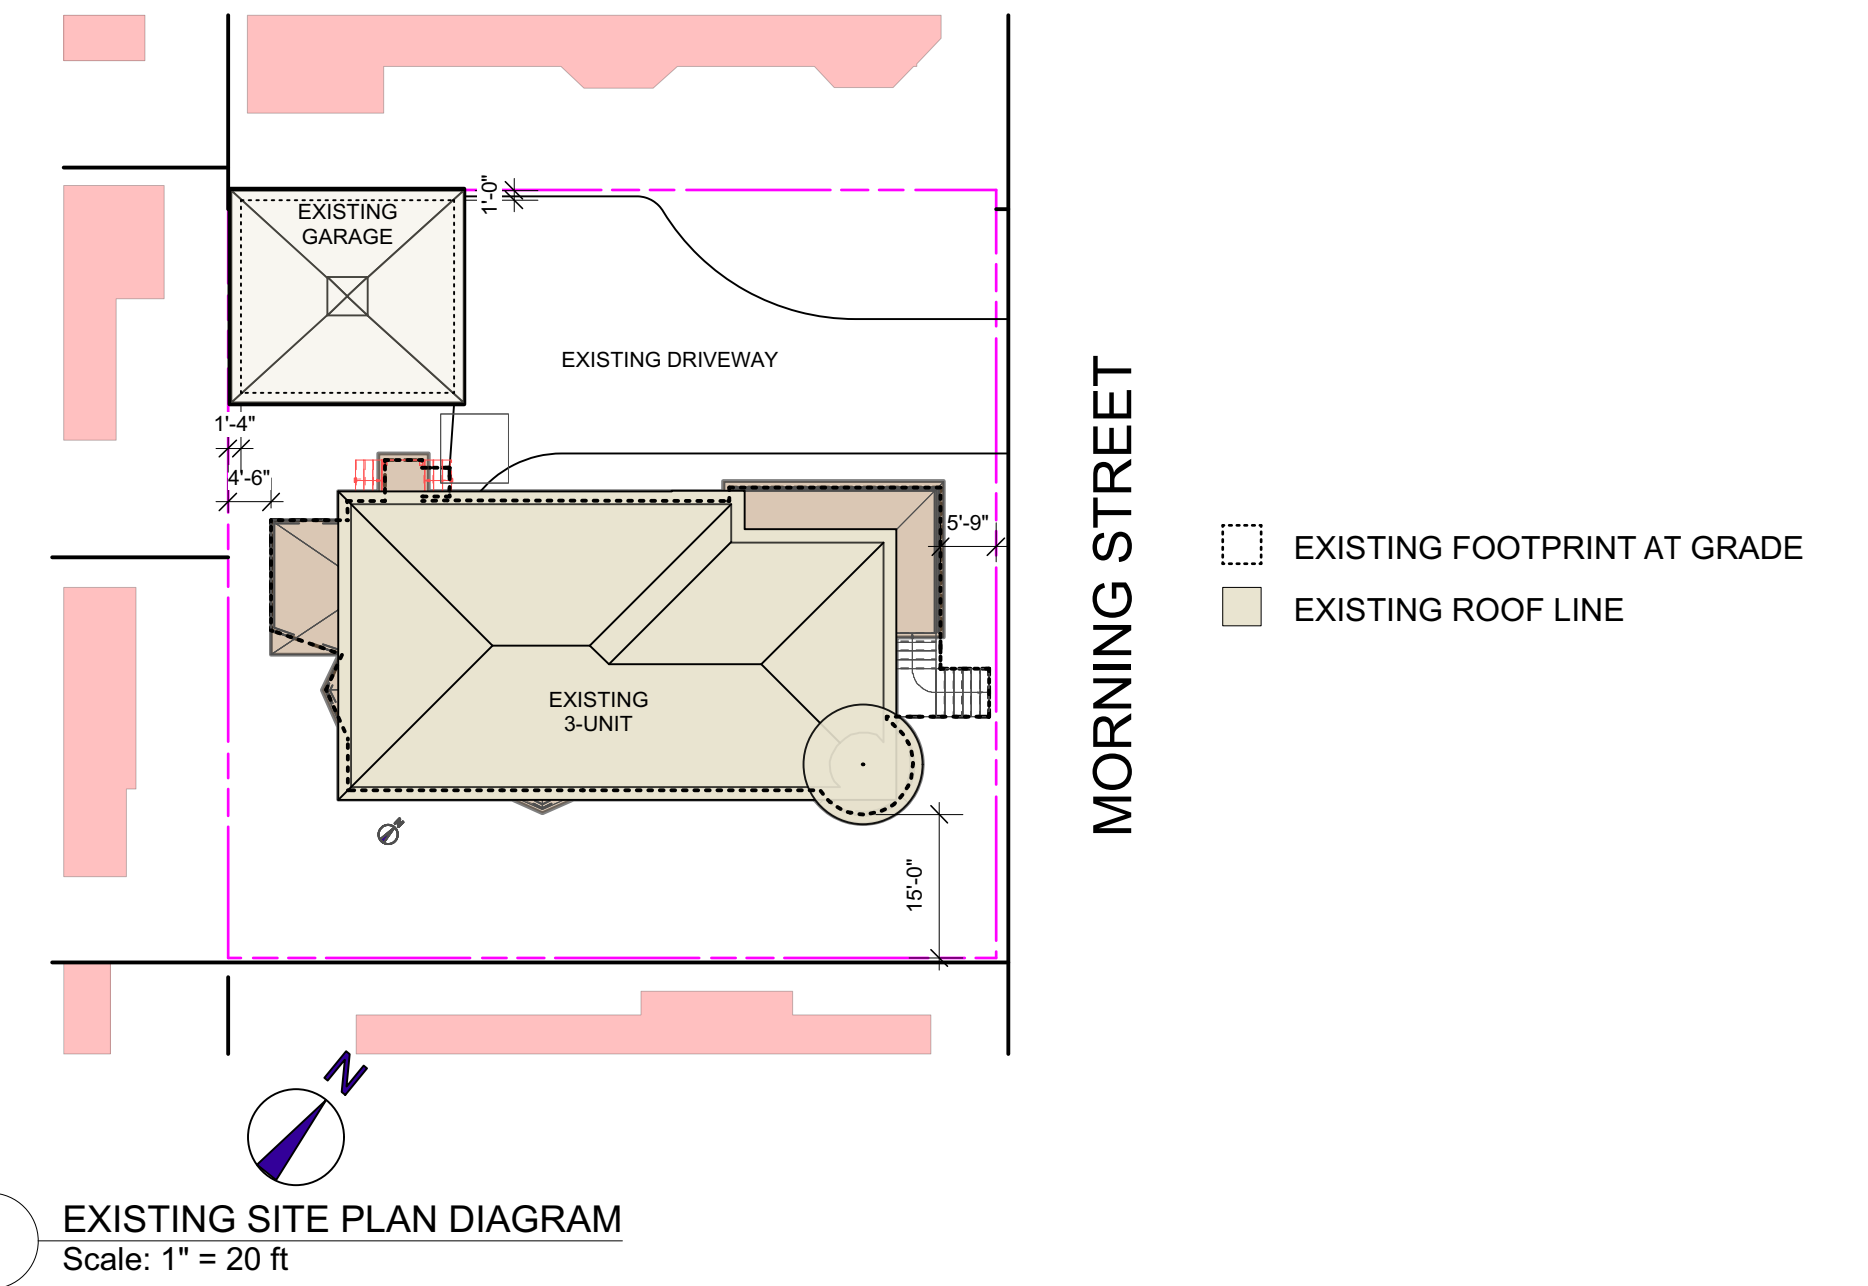 1'-0"
EXISTING
GARAGE
EXISTING DRIVEWAY
1'-4"
4'-6"
5'-9"
MORNING STREET
EXISTING FOOTPRINT AT GRADE
EXISTING ROOF LINE
EXISTING
3-UNIT
N
15'-0"
N
EXISTING SITE PLAN DIAGRAM
Scale: 1" = 20 ft